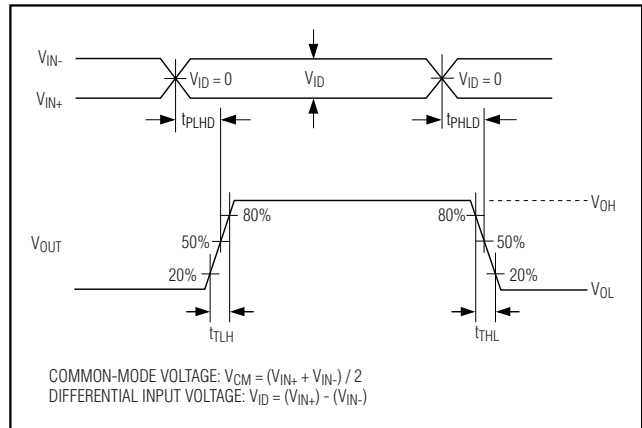 VIN-
VIN+
VID = 0
VID
VID = 0
tPLHD
tPHLD
VOUT
80%
50%
20%
80%
50%
20%
VOH
VOL
tTLH
tTHL
COMMON-MODE VOLTAGE: VCM = (VIN+ + VIN-) / 2
DIFFERENTIAL INPUT VOLTAGE: VID = (VIN+) - (VIN-)